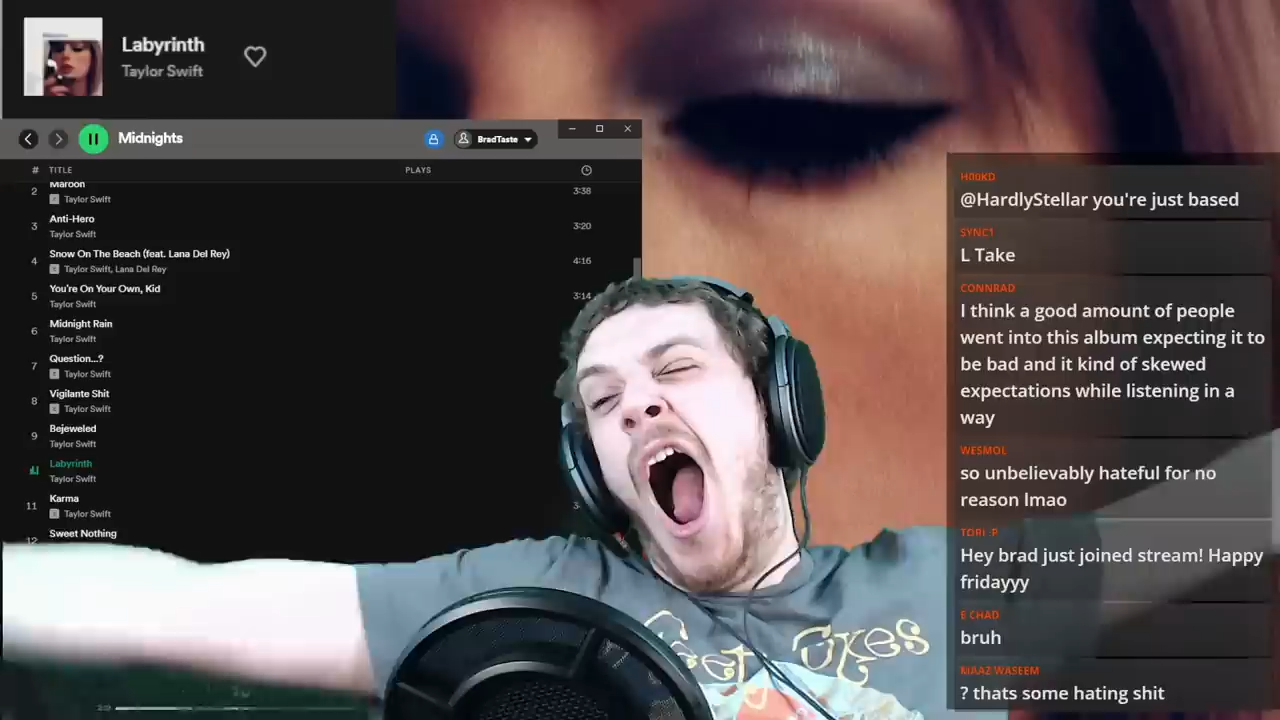 Labyrinth
Taylor Swift
Midnights
BradTaste
# TITLE PLAYS
2 Maroon 3:38
E Taylor Swift
3 Anti-Hero 3:20
Taylor Swift
4 Snow On The Beach (feat. Lana Del Rey) 4:16
E Taylor Swift, Lana Del Rey
5 You're On Your Own, Kid 3:14
Taylor Swift
6 Midnight Rain
Taylor Swift
7 Question...?
E Taylor Swift
8 Vigilante Shit
E Taylor Swift
9 Bejeweled
Taylor Swift
Labyrinth
Taylor Swift
11 Karma 3:
E Taylor Swift
12 Sweet Nothing
H00KD
@HardlyStellar you're just based
SYNC1
L Take
CONNRAD
I think a good amount of people
went into this album expecting it to
be bad and it kind of skewed
expectations while listening in a
way
WESMOL
so unbelievably hateful for no
reason lmao
TORI :P
Hey brad just joined stream! Happy
fridayyy
6 CHAD
bruh
WASEEM
? thats some hating shit